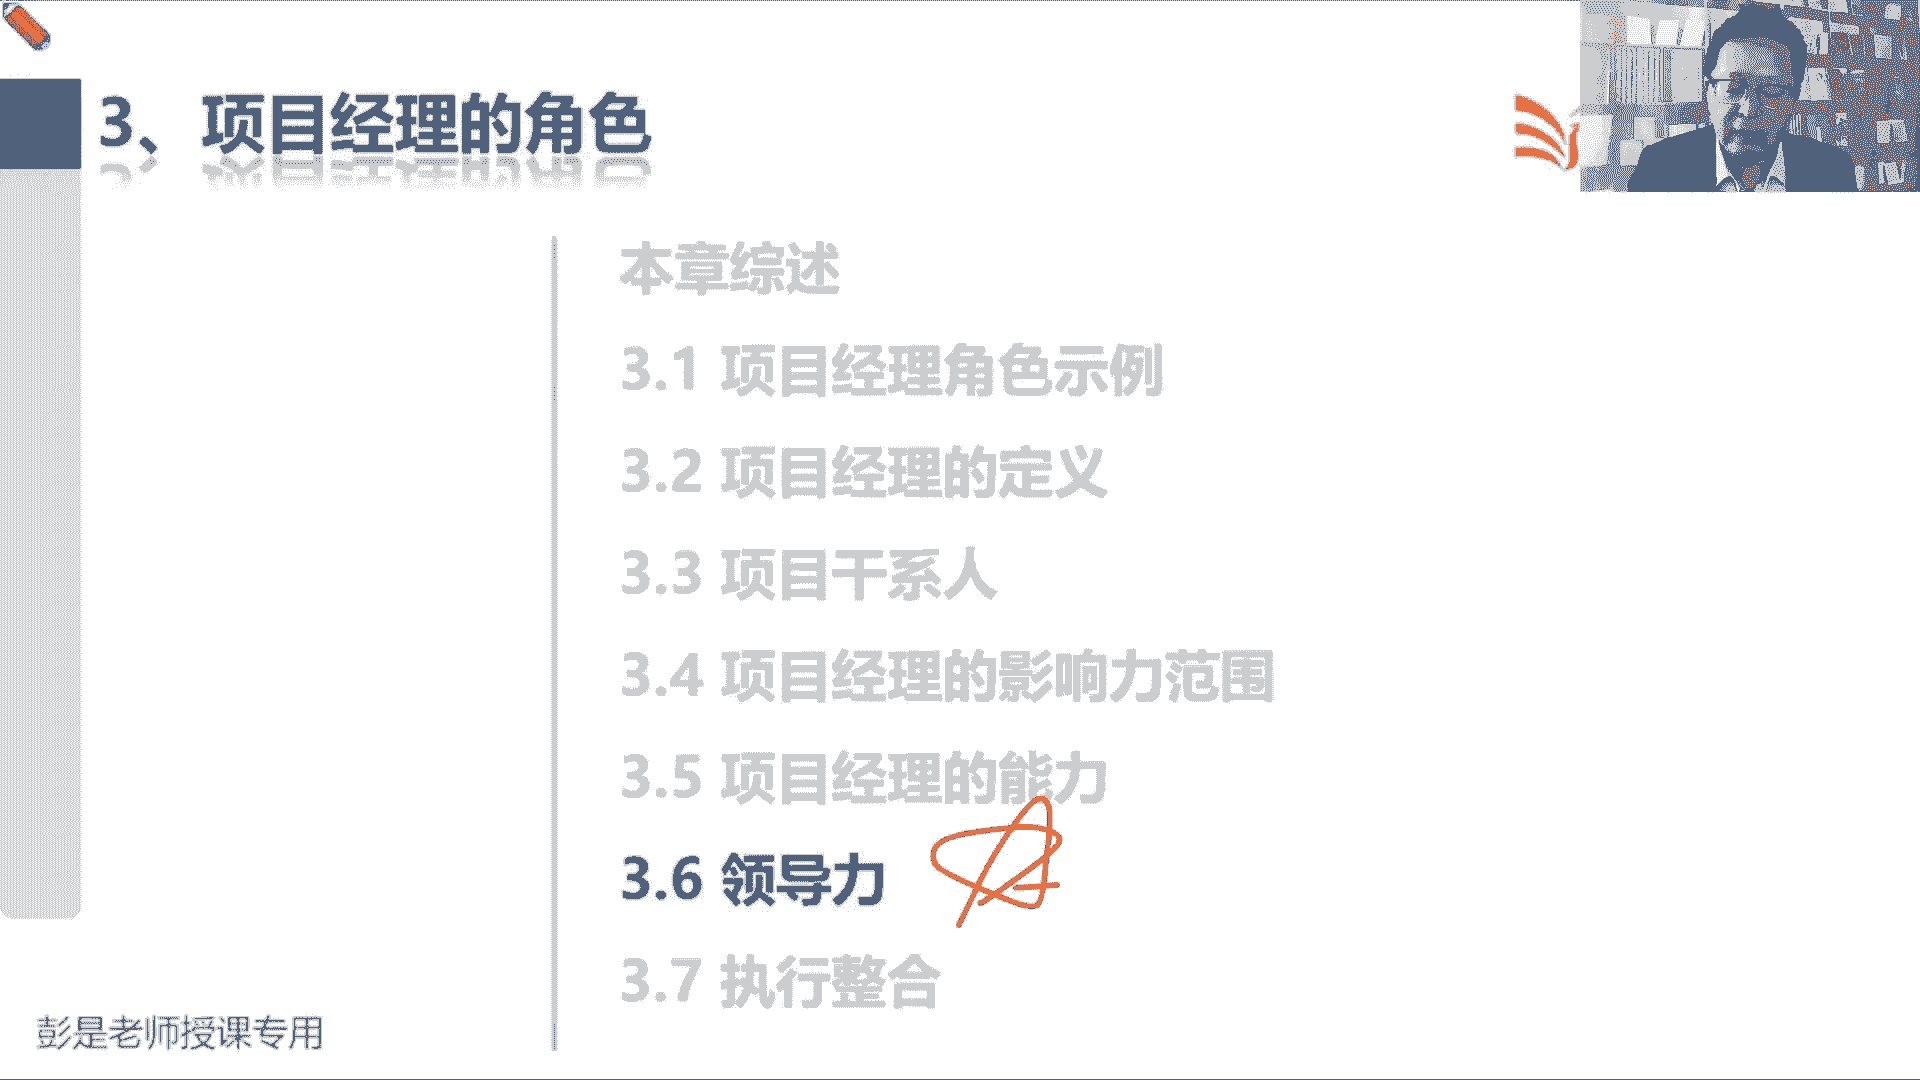 3、项目经理的角色
本章综述
3.1 项目经理角色示例
3.2 项目经理的定义
3.3 项目干系人
3.4 项目经理的影响力范围
3.5 项目经理的能力
3.6 领导力
3.7 执行整合
彭是老师授课专用